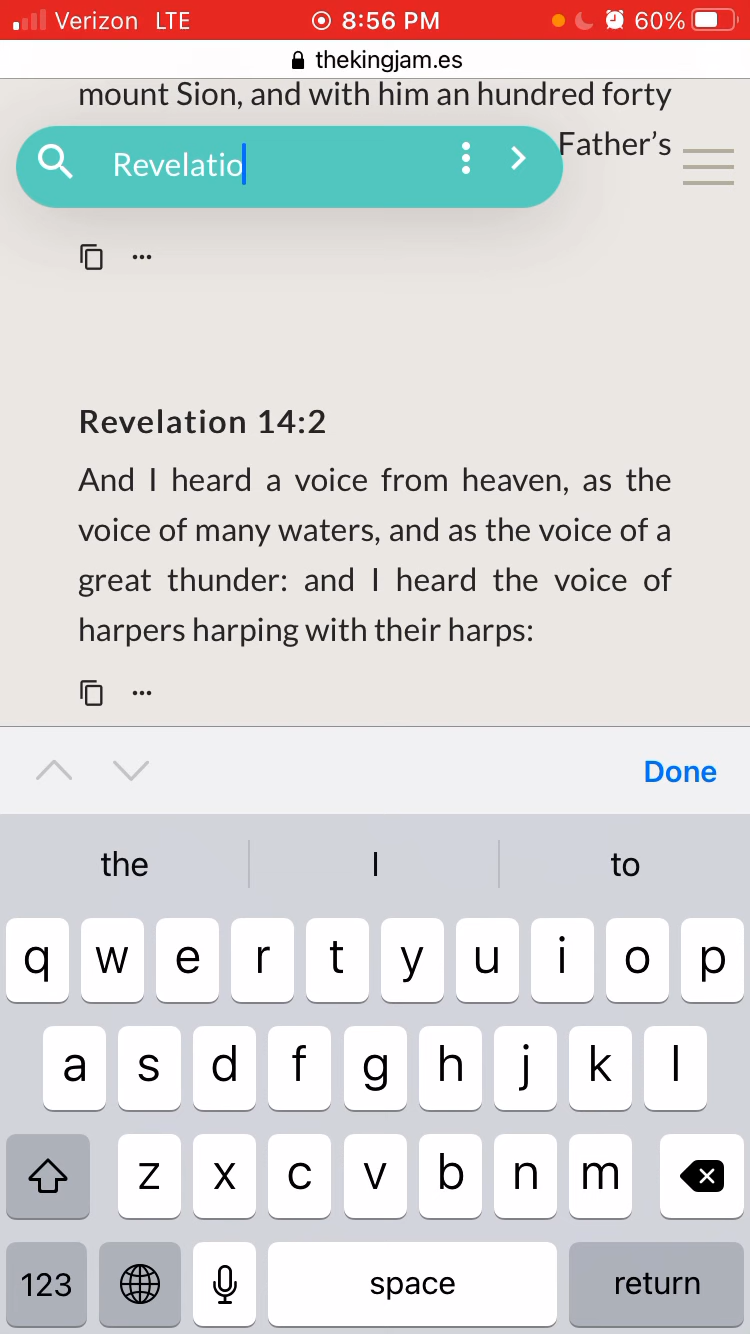 Verizon LTE 8:56 PM 60%
thekingjam.es
mount Sion, and with him an hundred forty
Father's
Revelatio
Revelation 14:2
And I heard a voice from heaven, as the
voice of many waters, and as the voice of a
great thunder: and I heard the voice of
harpers harping with their harps:
Done
the I to
q w e r t y u i o p
a s d f g h j k l
z x c v b n m
123 space return